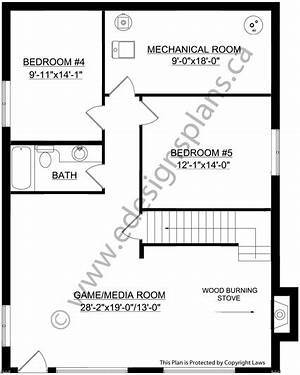 BEDROOM #4
9'-11"x14'-1"
MECHANICAL ROOM
9'-0"x18'-0"
BEDROOM #5
12'-1"x14'-0"
BATH
www.edesignsplans.ca
GAME/MEDIA ROOM
28'-2"x19'-0"/13'-0"
WOOD BURNING
STOVE
This Plan is Protected by Copyright Laws